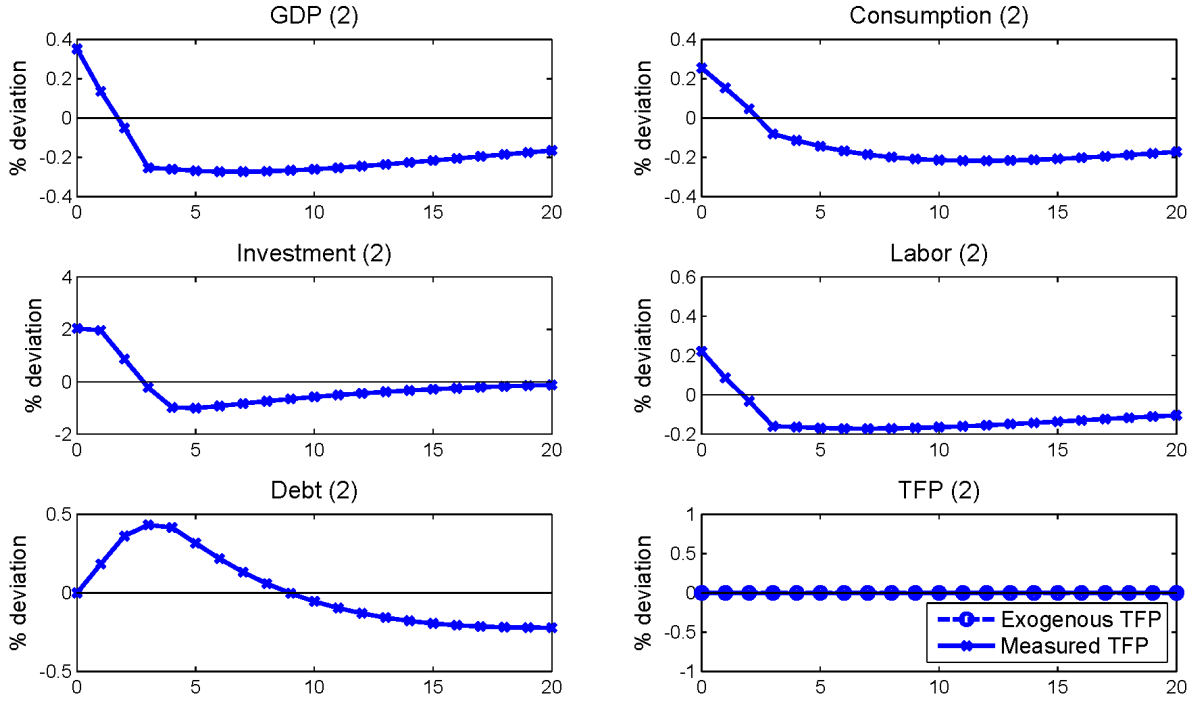 GDP (2)
% deviation
0.4
0.2
0
-0.2
-0.4
0 5 10 15 20
Consumption (2)
% deviation
0.4
0.2
0
-0.2
-0.4
0 5 10 15 20
Investment (2)
% deviation
4
2
0
-2
0 5 10 15 20
Labor (2)
% deviation
0.6
0.4
0.2
0
-0.2
0 5 10 15 20
Debt (2)
% deviation
0.5
0
-0.5
0 5 10 15 20
TFP (2)
% deviation
1
0.5
0
-0.5
-1
0 5 10 15 20
Exogenous TFP
Measured TFP